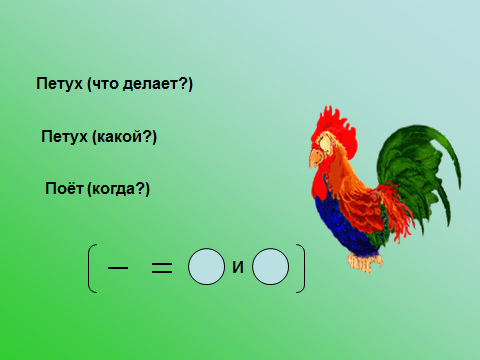 Петух (что делает?)
Петух (какой?)
Поёт (когда?)
[ — = О и О ]